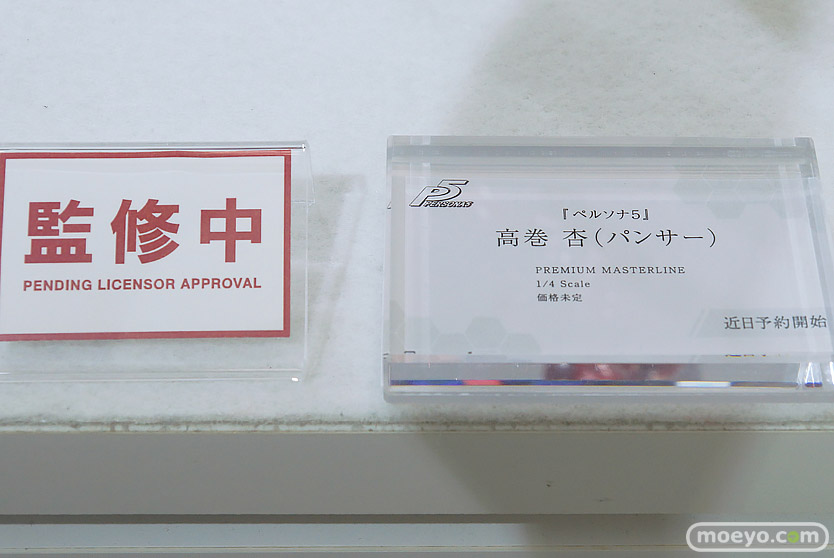 監修中
PENDING LICENSOR APPROVAL
P5
PERSONA5
『ペルソナ5』
高巻 杏(パンサー)
PREMIUM MASTERLINE
1/4 Scale
価格未定
近日予約開始
moeyo.com